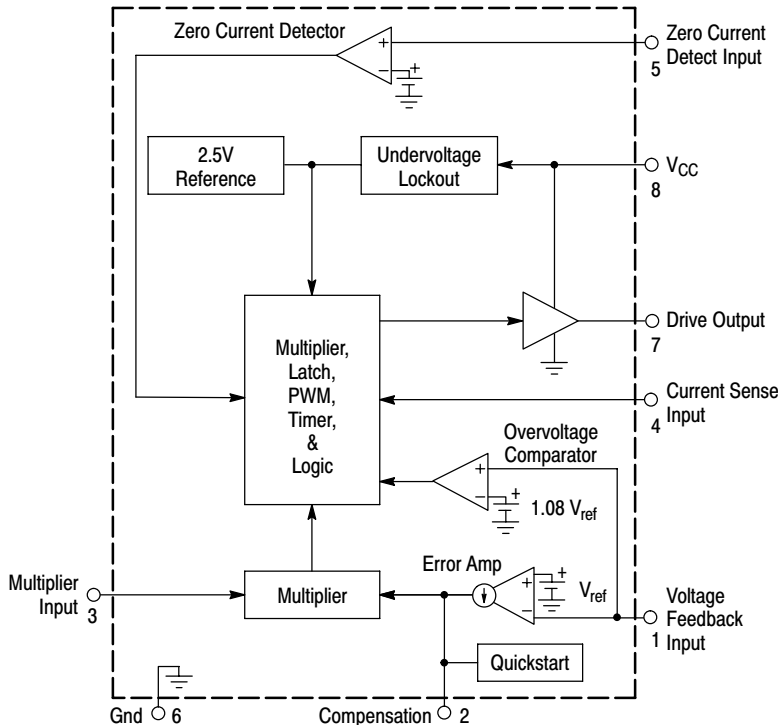 Zero Current Detector
+
−
+
Zero Current
Detect Input
5
2.5V
Reference
Undervoltage
Lockout
VCC
8
Multiplier,
Latch,
PWM,
Timer,
&
Logic
Drive Output
7
Current Sense
Input
4
Overvoltage
Comparator
+
−
+
1.08 Vref
Error Amp
+
−
+
Vref
Multiplier
Input
3
Multiplier
Voltage
Feedback
Input
1
Quickstart
Gnd
6
Compensation
2